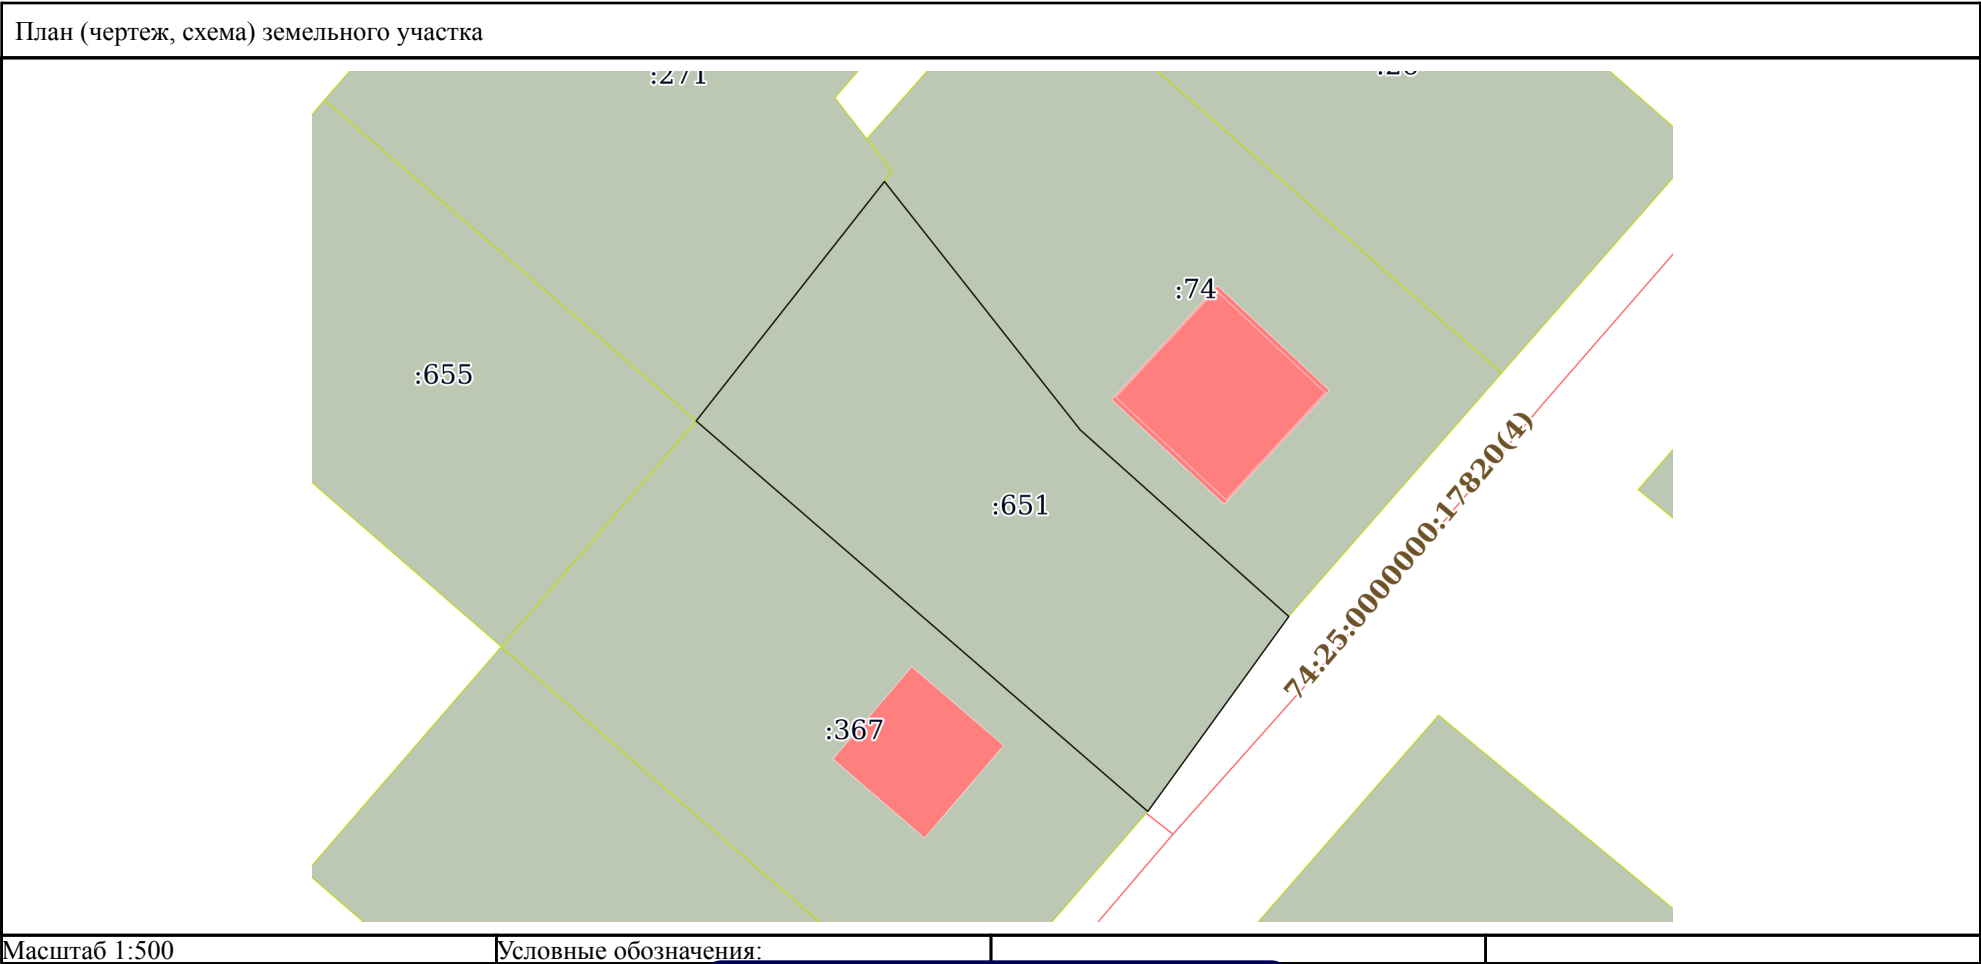 План (чертеж, схема) земельного участка
:271
:74
:655
:651
74:25:0000000:17820(4)
:367
Масштаб 1:500
Условные обозначения: